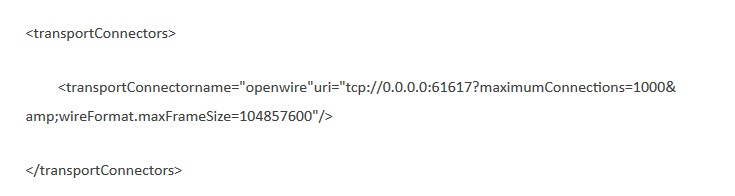 <transportConnectors>
<transportConnectorname="openwire"uri="tcp://0.0.0.0:61617?maximumConnections=1000&
amp;wireFormat.maxFrameSize=104857600"/>
</transportConnectors>